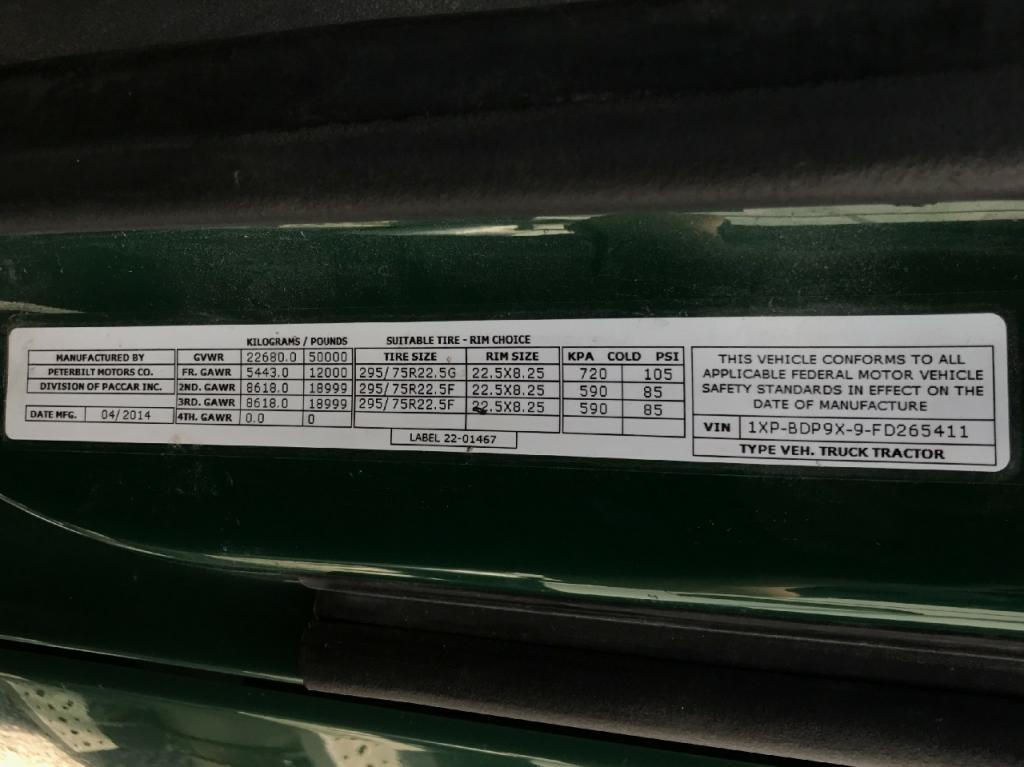 KILOGRAMS / POUNDS SUITABLE TIRE - RIM CHOICE
MANUFACTURED BY GVWR 22680.0 50000 TIRE SIZE RIM SIZE KPA COLD PSI
PETERBILT MOTORS CO. FR. GAWR 5443.0 12000 295/75R22.5G 22.5X8.25 720 105
DIVISION OF PACCAR INC. 2ND. GAWR 8618.0 18999 295/75R22.5F 22.5X8.25 590 85
3RD. GAWR 8618.0 18999 295/75R22.5F 22.5X8.25 590 85
DATE MFG. 04/2014 4TH. GAWR 0.0 0
LABEL 22-01467
THIS VEHICLE CONFORMS TO ALL
APPLICABLE FEDERAL MOTOR VEHICLE
SAFETY STANDARDS IN EFFECT ON THE
DATE OF MANUFACTURE
VIN 1XP-BDP9X-9-FD265411
TYPE VEH. TRUCK TRACTOR